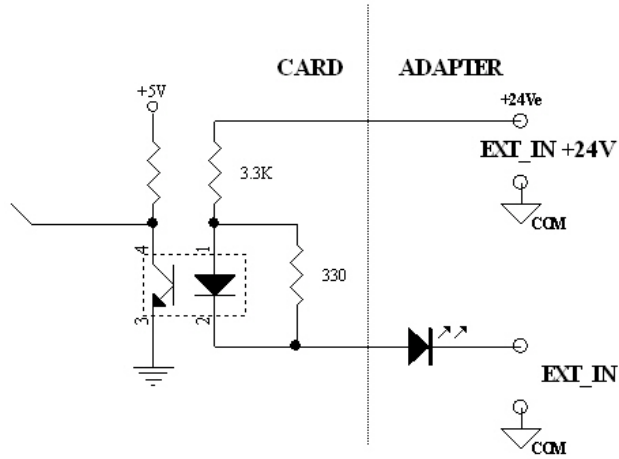 CARD
ADAPTER
+5V
+24Ve
3.3K
EXT_IN +24V
COM
4
1
330
3
2
EXT_IN
COM